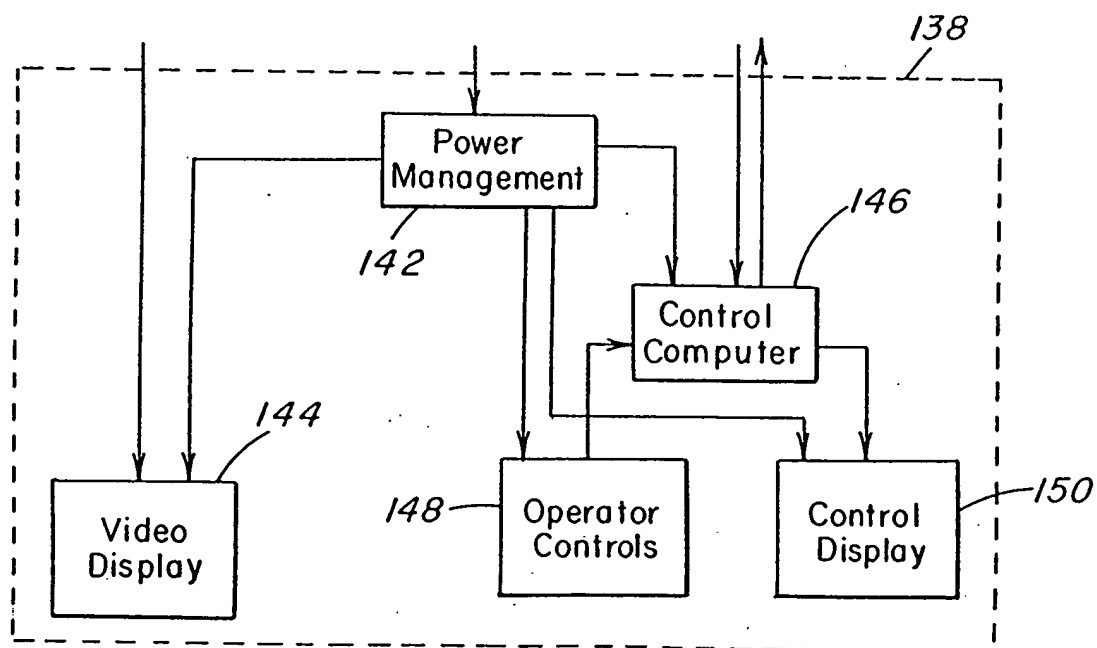 138
Power
Management
142
146
Control
Computer
144
Video
Display
148
Operator
Controls
Control
Display
150